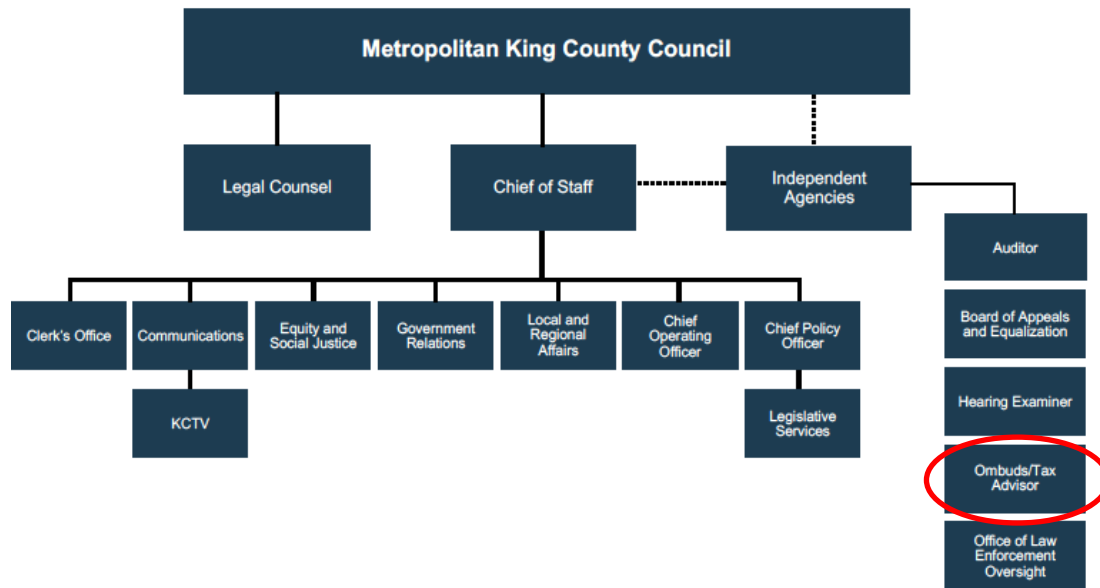 Metropolitan King County Council
Legal Counsel
Chief of Staff
Independent
Agencies
Auditor
Clerk's Office
Communications
Equity and
Social Justice
Government
Relations
Local and
Regional
Affairs
Chief
Operating
Officer
Chief Policy
Officer
Board of Appeals
and Equalization
KCTV
Legislative
Services
Hearing Examiner
Ombuds/Tax
Advisor
Office of Law
Enforcement
Oversight